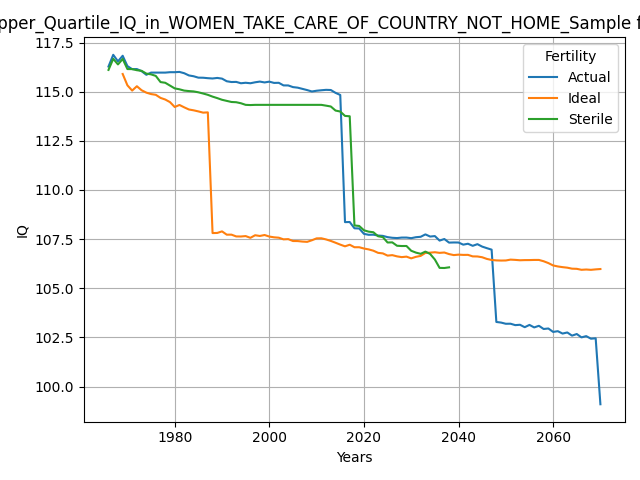 pper_Quartile_IQ_in_WOMEN_TAKE_CARE_OF_COUNTRY_NOT_HOME_Sample f
117.5
115.0
112.5
110.0
107.5
105.0
102.5
100.0
IQ
Fertility
Actual
Ideal
Sterile
1980
2000
2020
2040
2060
Years